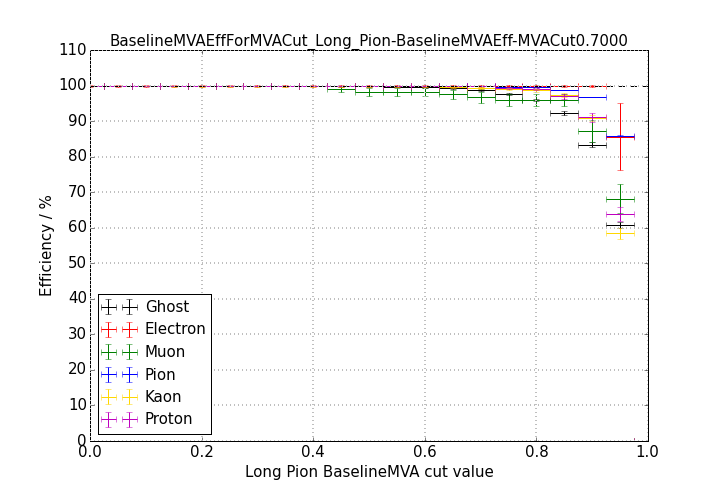 BaselineMVAEffForMVACut_Long_Pion-BaselineMVAEff-MVACut0.7000
110
100
90
80
70
60
50
40
30
20
10
0
Efficiency / %
Ghost
Electron
Muon
Pion
Kaon
Proton
0.0 0.2 0.4 0.6 0.8 1.0
Long Pion BaselineMVA cut value